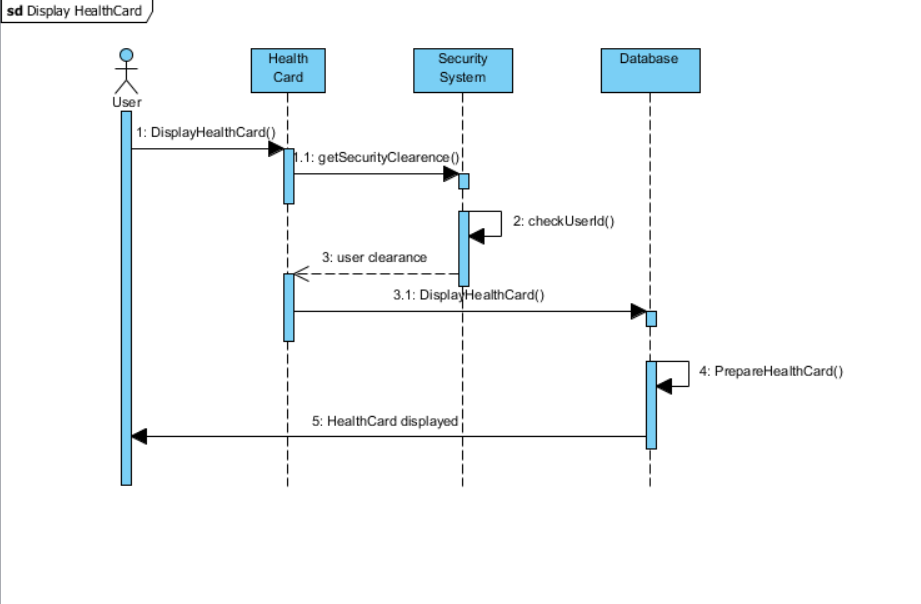 sd Display HealthCard
Health
Card
Security
System
Database
User
1: DisplayHealthCard()
1.1: getSecurityClearence()
2: checkUserId()
3: user clearance
3.1: DisplayHealthCard()
4: PrepareHealthCard()
5: HealthCard displayed